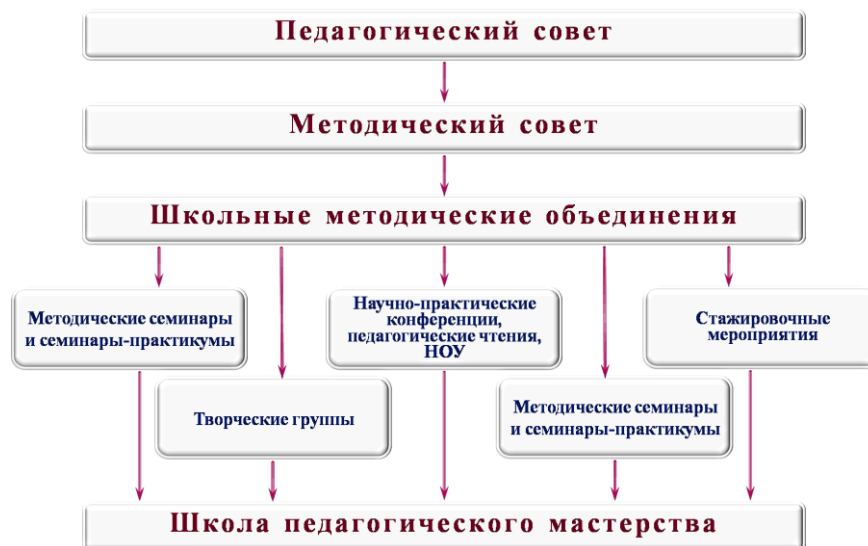 Педагогический совет
Методический совет
Школьные методические объединения
Методические семинары
и семинары-практикумы
Научно-практические
конференции,
педагогические чтения,
НОУ
Стажировочные
мероприятия
Творческие группы
Методические семинары
и семинары-практикумы
Школа педагогического мастерства